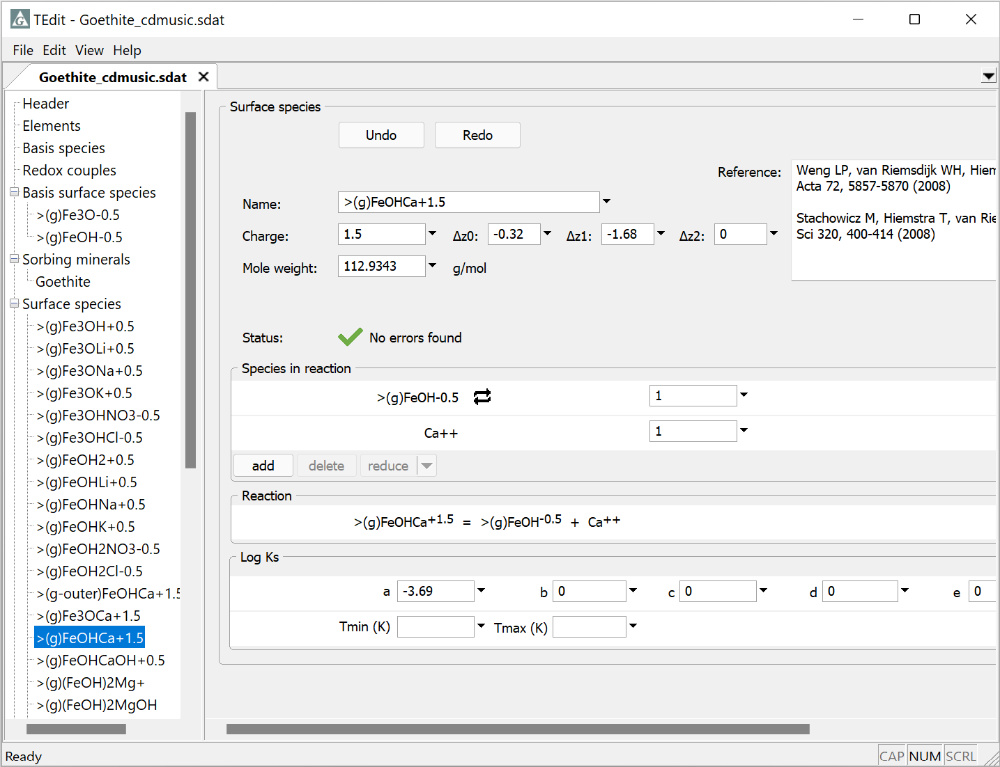 TEdit - Goethite_cdmusic.sdat
File Edit View Help
Goethite_cdmusic.sdat
Header
Elements
Basis species
Redox couples
Basis surface species
>(g)Fe3O-0.5
>(g)FeOH-0.5
Sorbing minerals
Goethite
Surface species
>(g)Fe3OH+0.5
>(g)Fe3OLi+0.5
>(g)Fe3ONa+0.5
>(g)Fe3OK+0.5
>(g)Fe3OHNO3-0.5
>(g)Fe3OHCl-0.5
>(g)FeOH2+0.5
>(g)FeOHLi+0.5
>(g)FeOHNa+0.5
>(g)FeOHK+0.5
>(g)FeOH2NO3-0.5
>(g)FeOH2Cl-0.5
>(g-outer)FeOHCa+1.5
>(g)Fe3OCa+1.5
>(g)FeOHCa+1.5
>(g)FeOHCaOH+0.5
>(g)(FeOH)2Mg+
>(g)(FeOH)2MgOH
Surface species
Undo Redo
Reference: Weng LP, van Riemsdijk WH, Hiem
Acta 72, 5857-5870 (2008)
Stachowicz M, Hiemstra T, van Rie
Sci 320, 400-414 (2008)
Name: >(g)FeOHCa+1.5
Charge: 1.5 Δz0: -0.32 Δz1: -1.68 Δz2: 0
Mole weight: 112.9343 g/mol
Status: No errors found
Species in reaction
>(g)FeOH-0.5 1
Ca++ 1
add delete reduce
Reaction
>(g)FeOHCa+1.5 = >(g)FeOH-0.5 + Ca++
Log Ks
a -3.69 b 0 c 0 d 0 e 0
Tmin (K) Tmax (K)
Ready CAP NUM SCRL